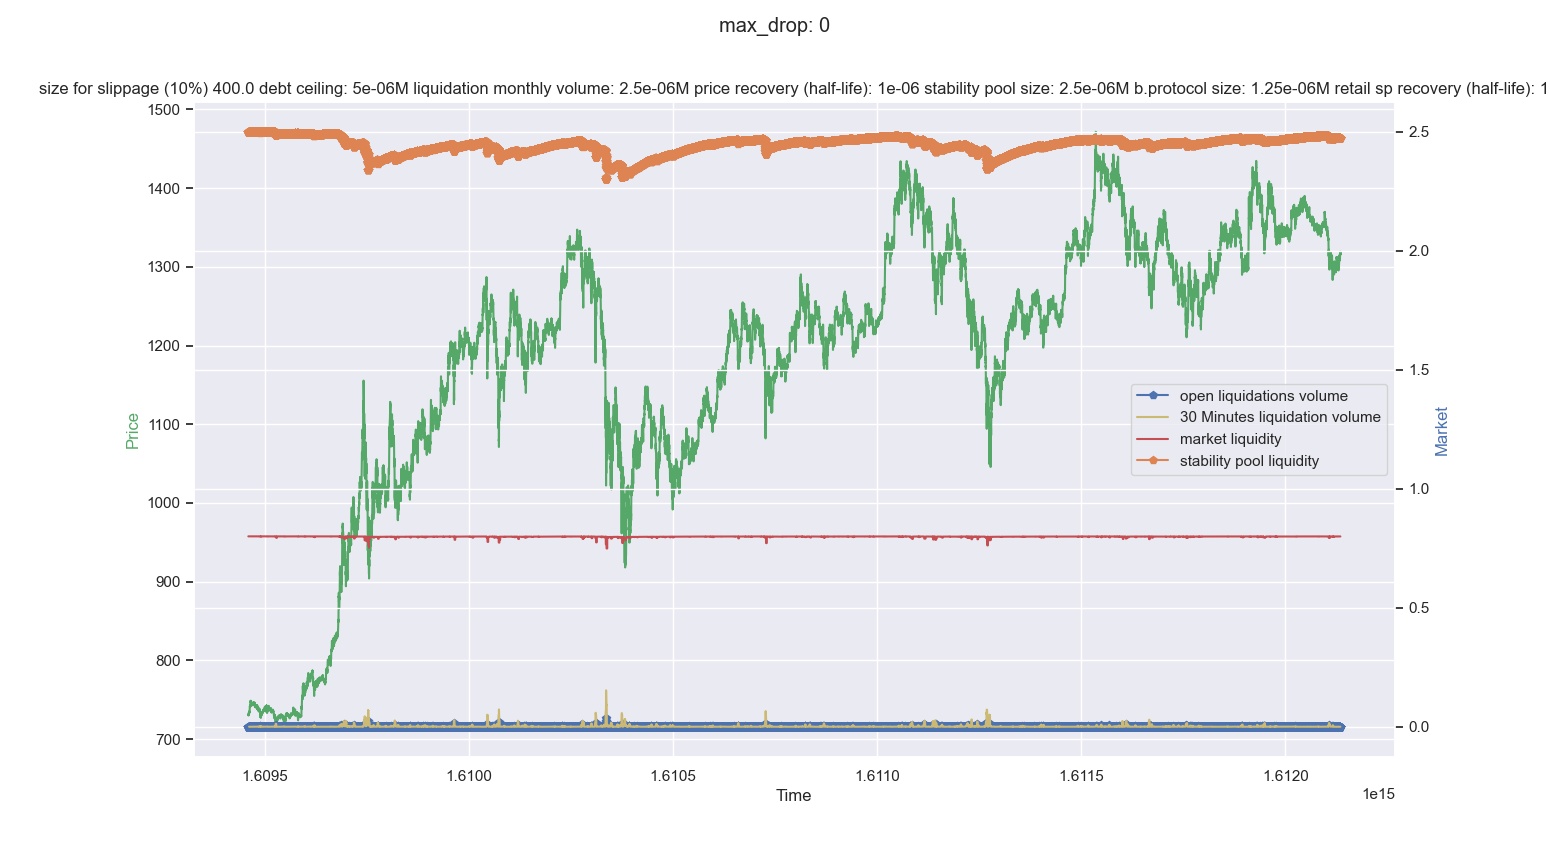 max_drop: 0
size for slippage (10%) 400.0 debt ceiling: 5e-06M liquidation monthly volume: 2.5e-06M price recovery (half-life): 1e-06 stability pool size: 2.5e-06M b.protocol size: 1.25e-06M retail sp recovery (half-life): 1
1500
1400
1300
1200
1100
1000
900
800
700
Price
2.5
2.0
1.5
1.0
0.5
0.0
Market
open liquidations volume
30 Minutes liquidation volume
market liquidity
stability pool liquidity
1.6095 1.6100 1.6105 1.6110 1.6115 1.6120
Time
1e15